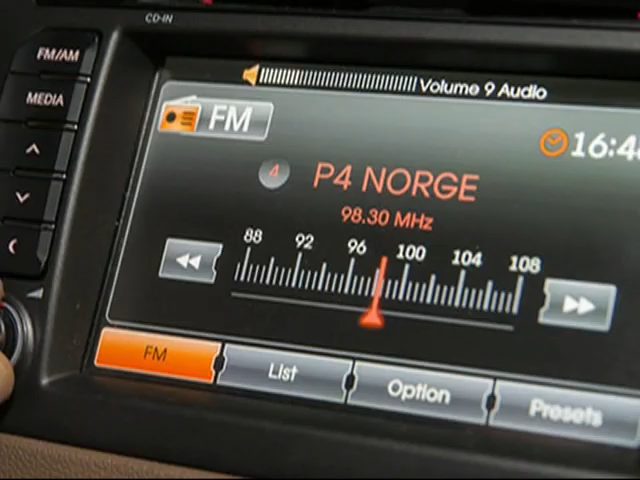 CD-IN
FM/AM
MEDIA
Volume 9 Audio
FM
16:4
4
P4 NORGE
98.30 MHz
88 92 96 100 104 108
FM
List
Option
Presets